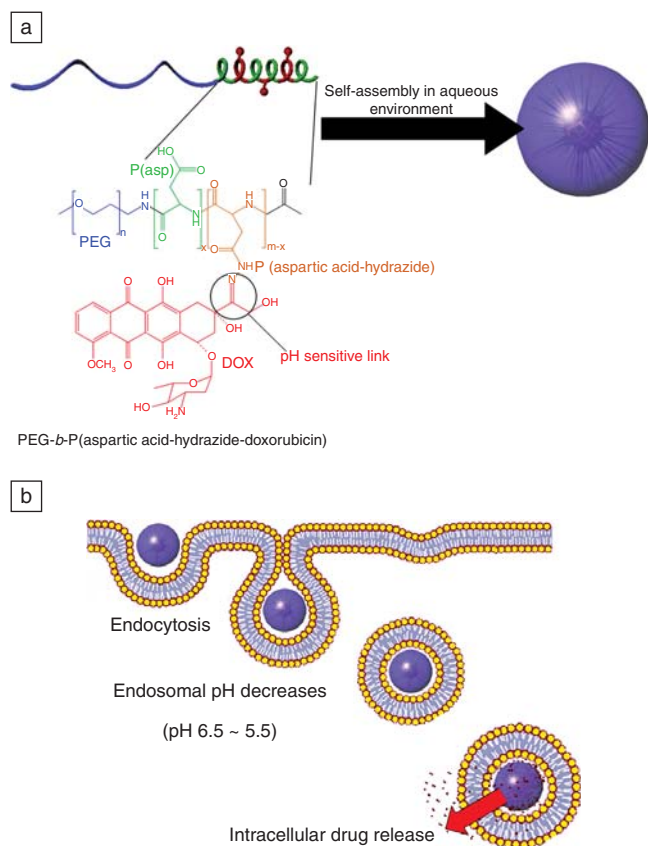 a
Self-assembly in aqueous
environment
HO
P(asp)
O
O
O
O
H
N
H
N
H
N
PEG
n
O
N
H
x
O
m-x
NH
P (aspartic acid-hydrazide)
N
O
OH
OH
OH
OH
pH sensitive link
OCH3
O
OH
O
DOX
O
HO
H2N
PEG-b-P(aspartic acid-hydrazide-doxorubicin)
b
Endocytosis
Endosomal pH decreases
(pH 6.5 ~ 5.5)
Intracellular drug release